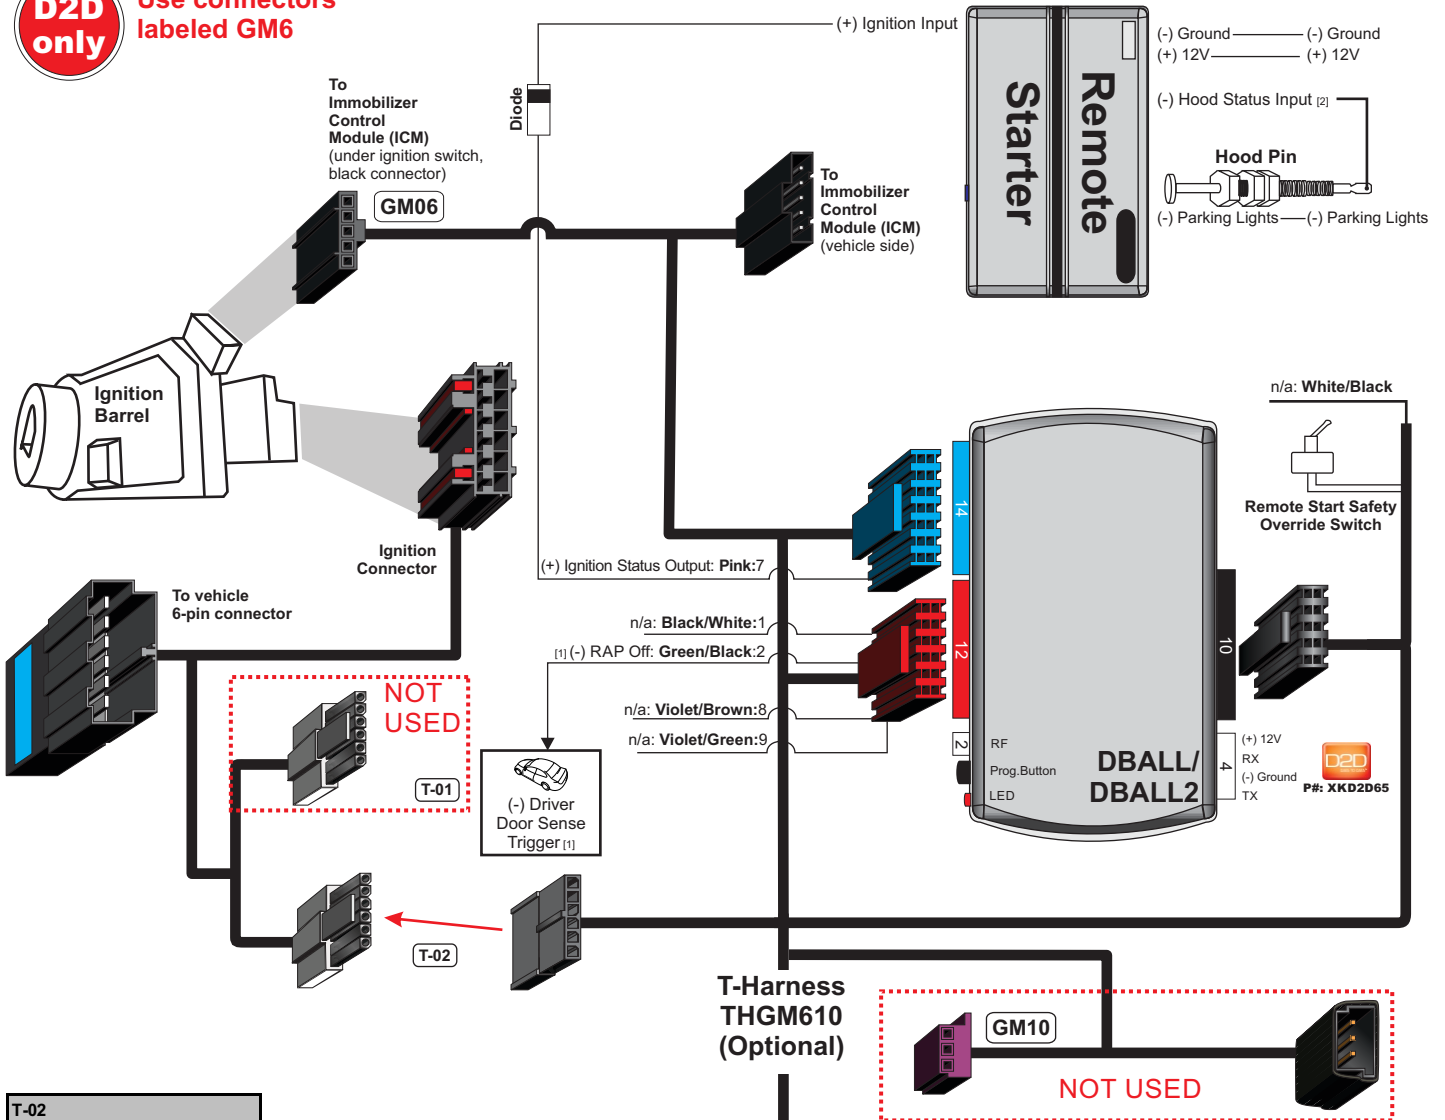 D2D
only
Use connectors
labeled GM6
To
Immobilizer
Control
Module (ICM)
(under ignition switch,
black connector)
GM06
Diode
(+) Ignition Input
To
Immobilizer
Control
Module (ICM)
(vehicle side)
Remote
Starter
(-) Ground
(-) Ground
(+) 12V
(+) 12V
(-) Hood Status Input [2]
Hood Pin
(-) Parking Lights
(-) Parking Lights
Ignition
Barrel
Ignition
Connector
To vehicle
6-pin connector
n/a: White/Black
Remote Start Safety
Override Switch
(+) Ignition Status Output: Pink:7
n/a: Black/White:1
[1] (-) RAP Off: Green/Black:2
n/a: Violet/Brown:8
n/a: Violet/Green:9
14
12
2
10
4
RF
Prog.Button
LED
DBALL/
DBALL2
(+) 12V
RX
(-) Ground
TX
D2D
P#: XKD2D65
NOT
USED
T-01
(-) Driver
Door Sense
Trigger [1]
T-02
T-Harness
THGM610
(Optional)
GM10
NOT USED
T-02